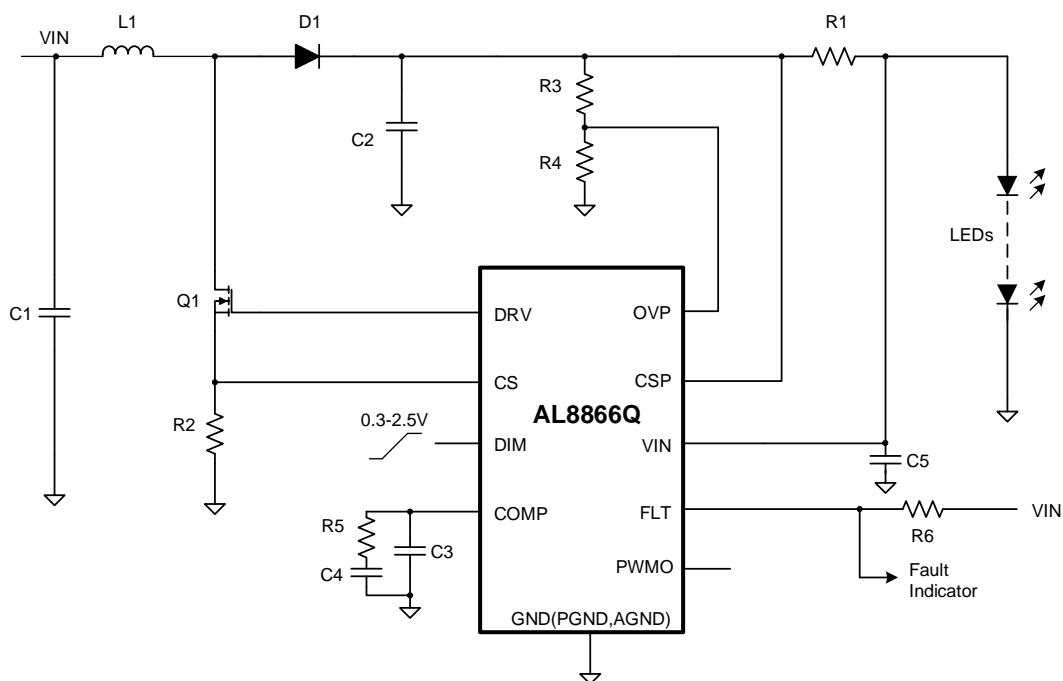 L1
D1
R1
VIN
R3
C2
R4
LEDs
Q1
C1
DRV
OVP
CS
CSP
AL8866Q
R2
0.3-2.5V
DIM
VIN
C5
COMP
FLT
VIN
R5
C3
R6
C4
PWMO
Fault
Indicator
GND(PGND,AGND)